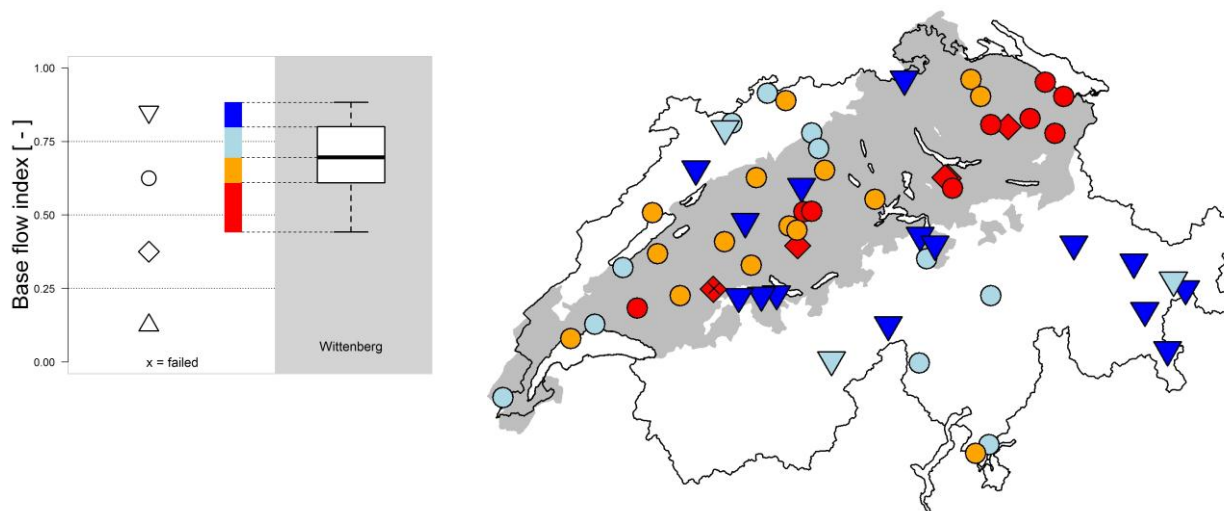 Base flow index [ - ]
1.00
0.75
0.50
0.25
0.00
x = failed
Wittenberg